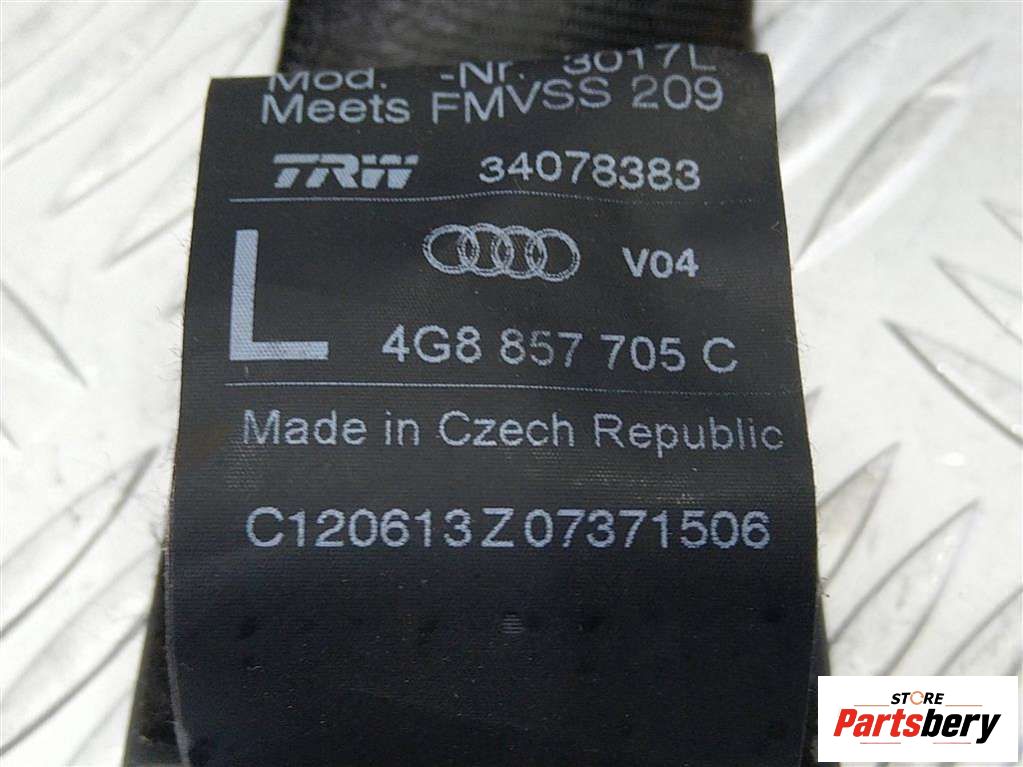 Mod. -Nr. 3017L
Meets FMVSS 209
TRW 34078383
L
V04
4G8 857 705 C
Made in Czech Republic
C120613Z07371506
STORE
Partsbery